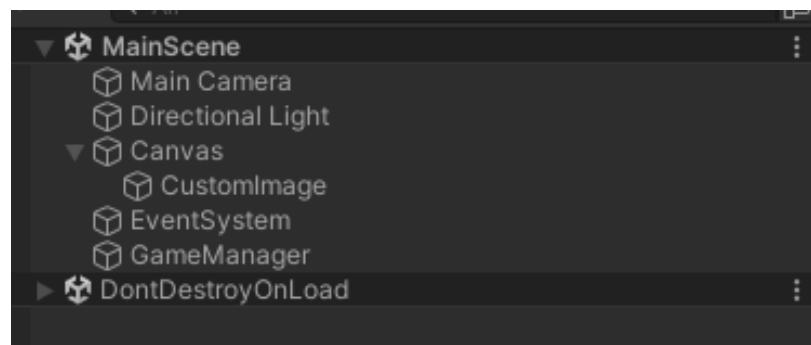 MainScene
Main Camera
Directional Light
Canvas
CustomImage
EventSystem
GameManager
DontDestroyOnLoad